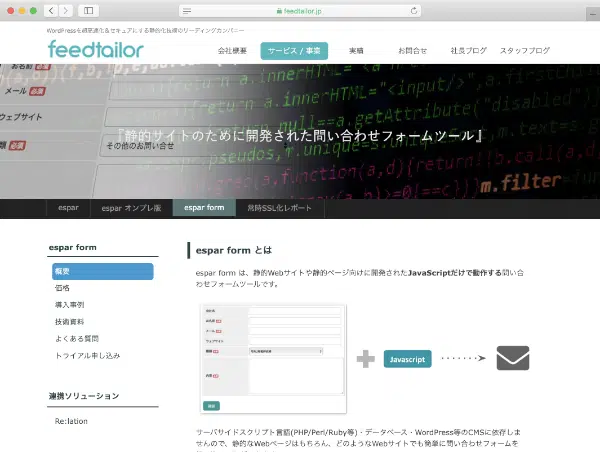 feedtailor.jp
WordPressを超高速化&セキュアにする静的化技術のリーディングカンパニー
feedtailor
会社概要 サービス / 事業 実績 お問合せ 社長ブログ スタッフブログ
お名前 必須
メール 必須
ウェブサイト
類 必須 その他のお問い合せ
a.innerHTML="<input/>",a.firstChil
null==a.getAttribute("disabled")
『静的サイトのために開発された問い合わせフォームツール』
m.filter
espar espar オンプレ版 espar form 常時SSL化レポート
espar form
概要
価格
導入事例
技術資料
よくある質問
トライアル申し込み
連携ソリューション
Re:lation
espar form とは
espar form は、静的Webサイトや静的ページ向けに開発されたJavaScriptだけで動作する問い合
わせフォームツールです。
Javascript
サーバサイドスクリプト言語(PHP/Perl/Ruby等)・データベース・WordPress等のCMSに依存しま
せんので、静的なWebページはもちろん、どのようなWebサイトでも簡単に問い合わせフォームを